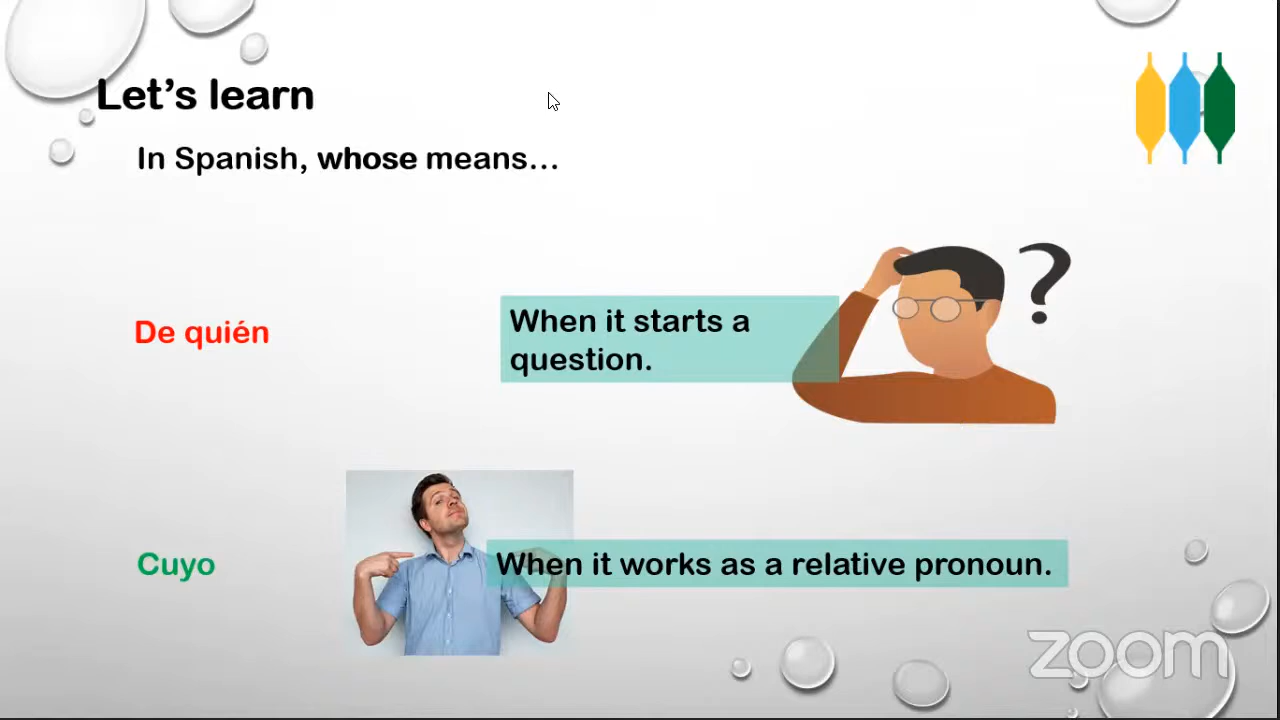 Let’s learn
In Spanish, whose means…
De quién
When it starts a
question.
Cuyo
When it works as a relative pronoun.
zoom